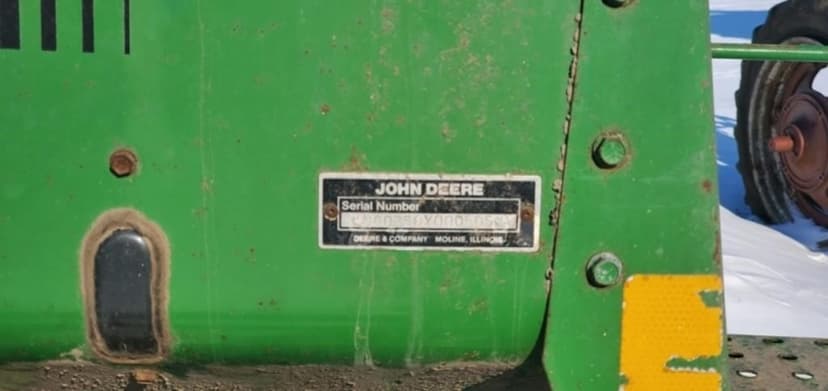 JOHN DEERE
Serial Number
DEERE & COMPANY MOLINE, ILLINOIS